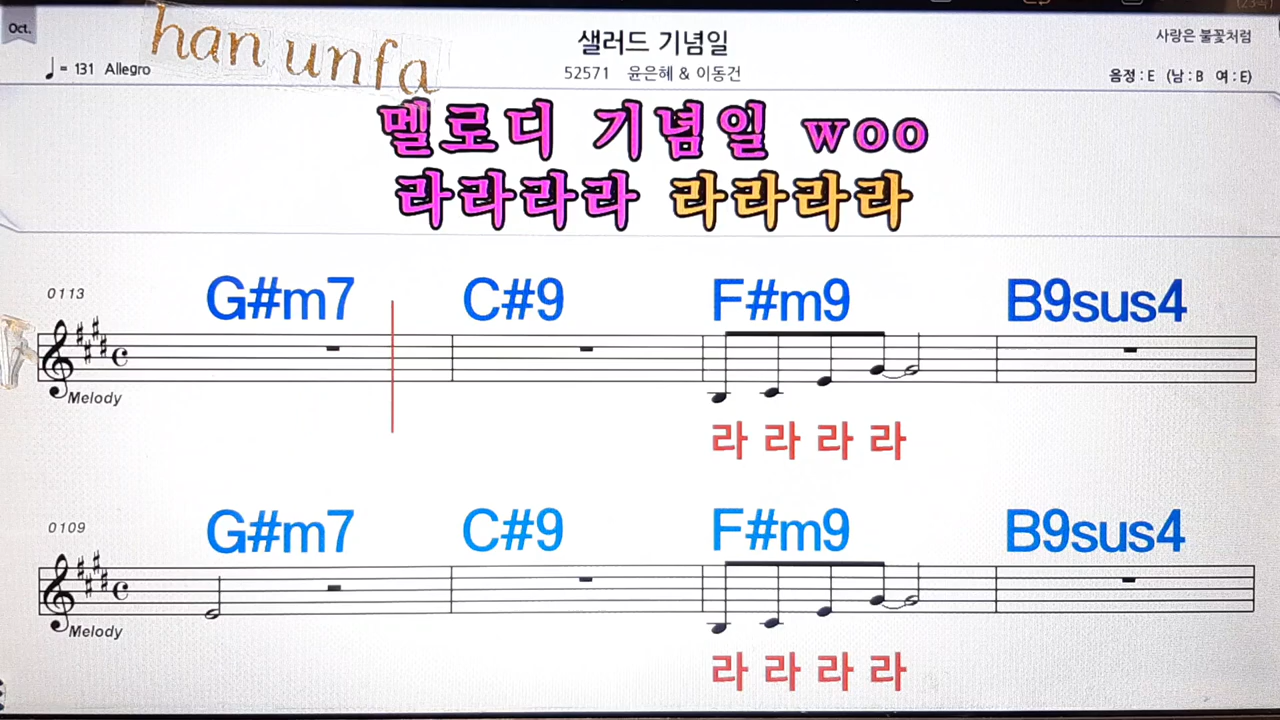 Oct.
han unfa
샐러드 기념일
사랑은 불꽃처럼
♩= 131 Allegro
52571 윤은혜 & 이동건
음정 : E (남 : B 여 : E)
멜로디 기념일 woo
라라라라 라라라라
0113
G#m7 C#9 F#m9 B9sus4
Melody
라 라 라 라
0109
G#m7 C#9 F#m9 B9sus4
Melody
라 라 라 라